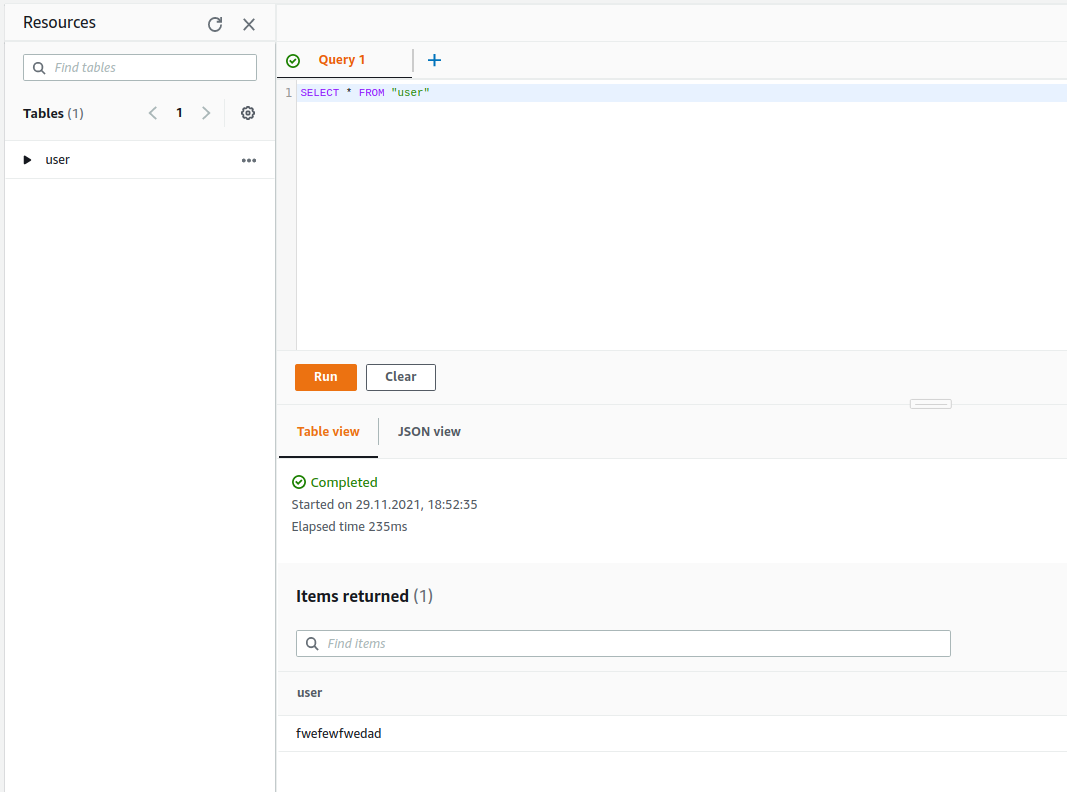 Resources
Find tables
Tables (1)
1
user
Query 1
1 SELECT * FROM "user"
Run
Clear
Table view
JSON view
Completed
Started on 29.11.2021, 18:52:35
Elapsed time 235ms
Items returned (1)
Find items
user
fwefewfwedad